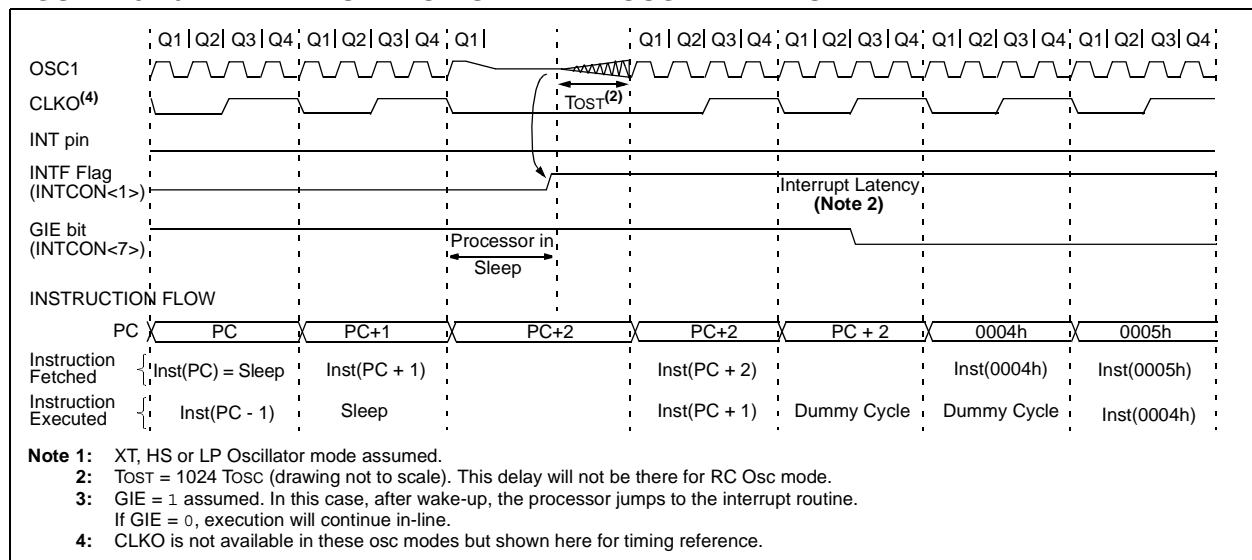 Q1 Q2 Q3 Q4 Q1 Q2 Q3 Q4 Q1 Q1 Q2 Q3 Q4 Q1 Q2 Q3 Q4 Q1 Q2 Q3 Q4 Q1 Q2 Q3 Q4
OSC1
CLKO(4) TOST(2)
INT pin
INTF Flag
(INTCON<1>)
Interrupt Latency
(Note 2)
GIE bit
(INTCON<7>)
Processor in
Sleep
INSTRUCTION FLOW
PC PC PC+1 PC+2 PC+2 PC + 2 0004h 0005h
Instruction
Fetched
Inst(PC) = Sleep Inst(PC + 1) Inst(PC + 2) Inst(0004h) Inst(0005h)
Instruction
Executed
Inst(PC - 1) Sleep Inst(PC + 1) Dummy Cycle Dummy Cycle Inst(0004h)
Note 1: XT, HS or LP Oscillator mode assumed.
2: TOST = 1024 TOSC (drawing not to scale). This delay will not be there for RC Osc mode.
3: GIE = 1 assumed. In this case, after wake-up, the processor jumps to the interrupt routine.
If GIE = 0, execution will continue in-line.
4: CLKO is not available in these osc modes but shown here for timing reference.